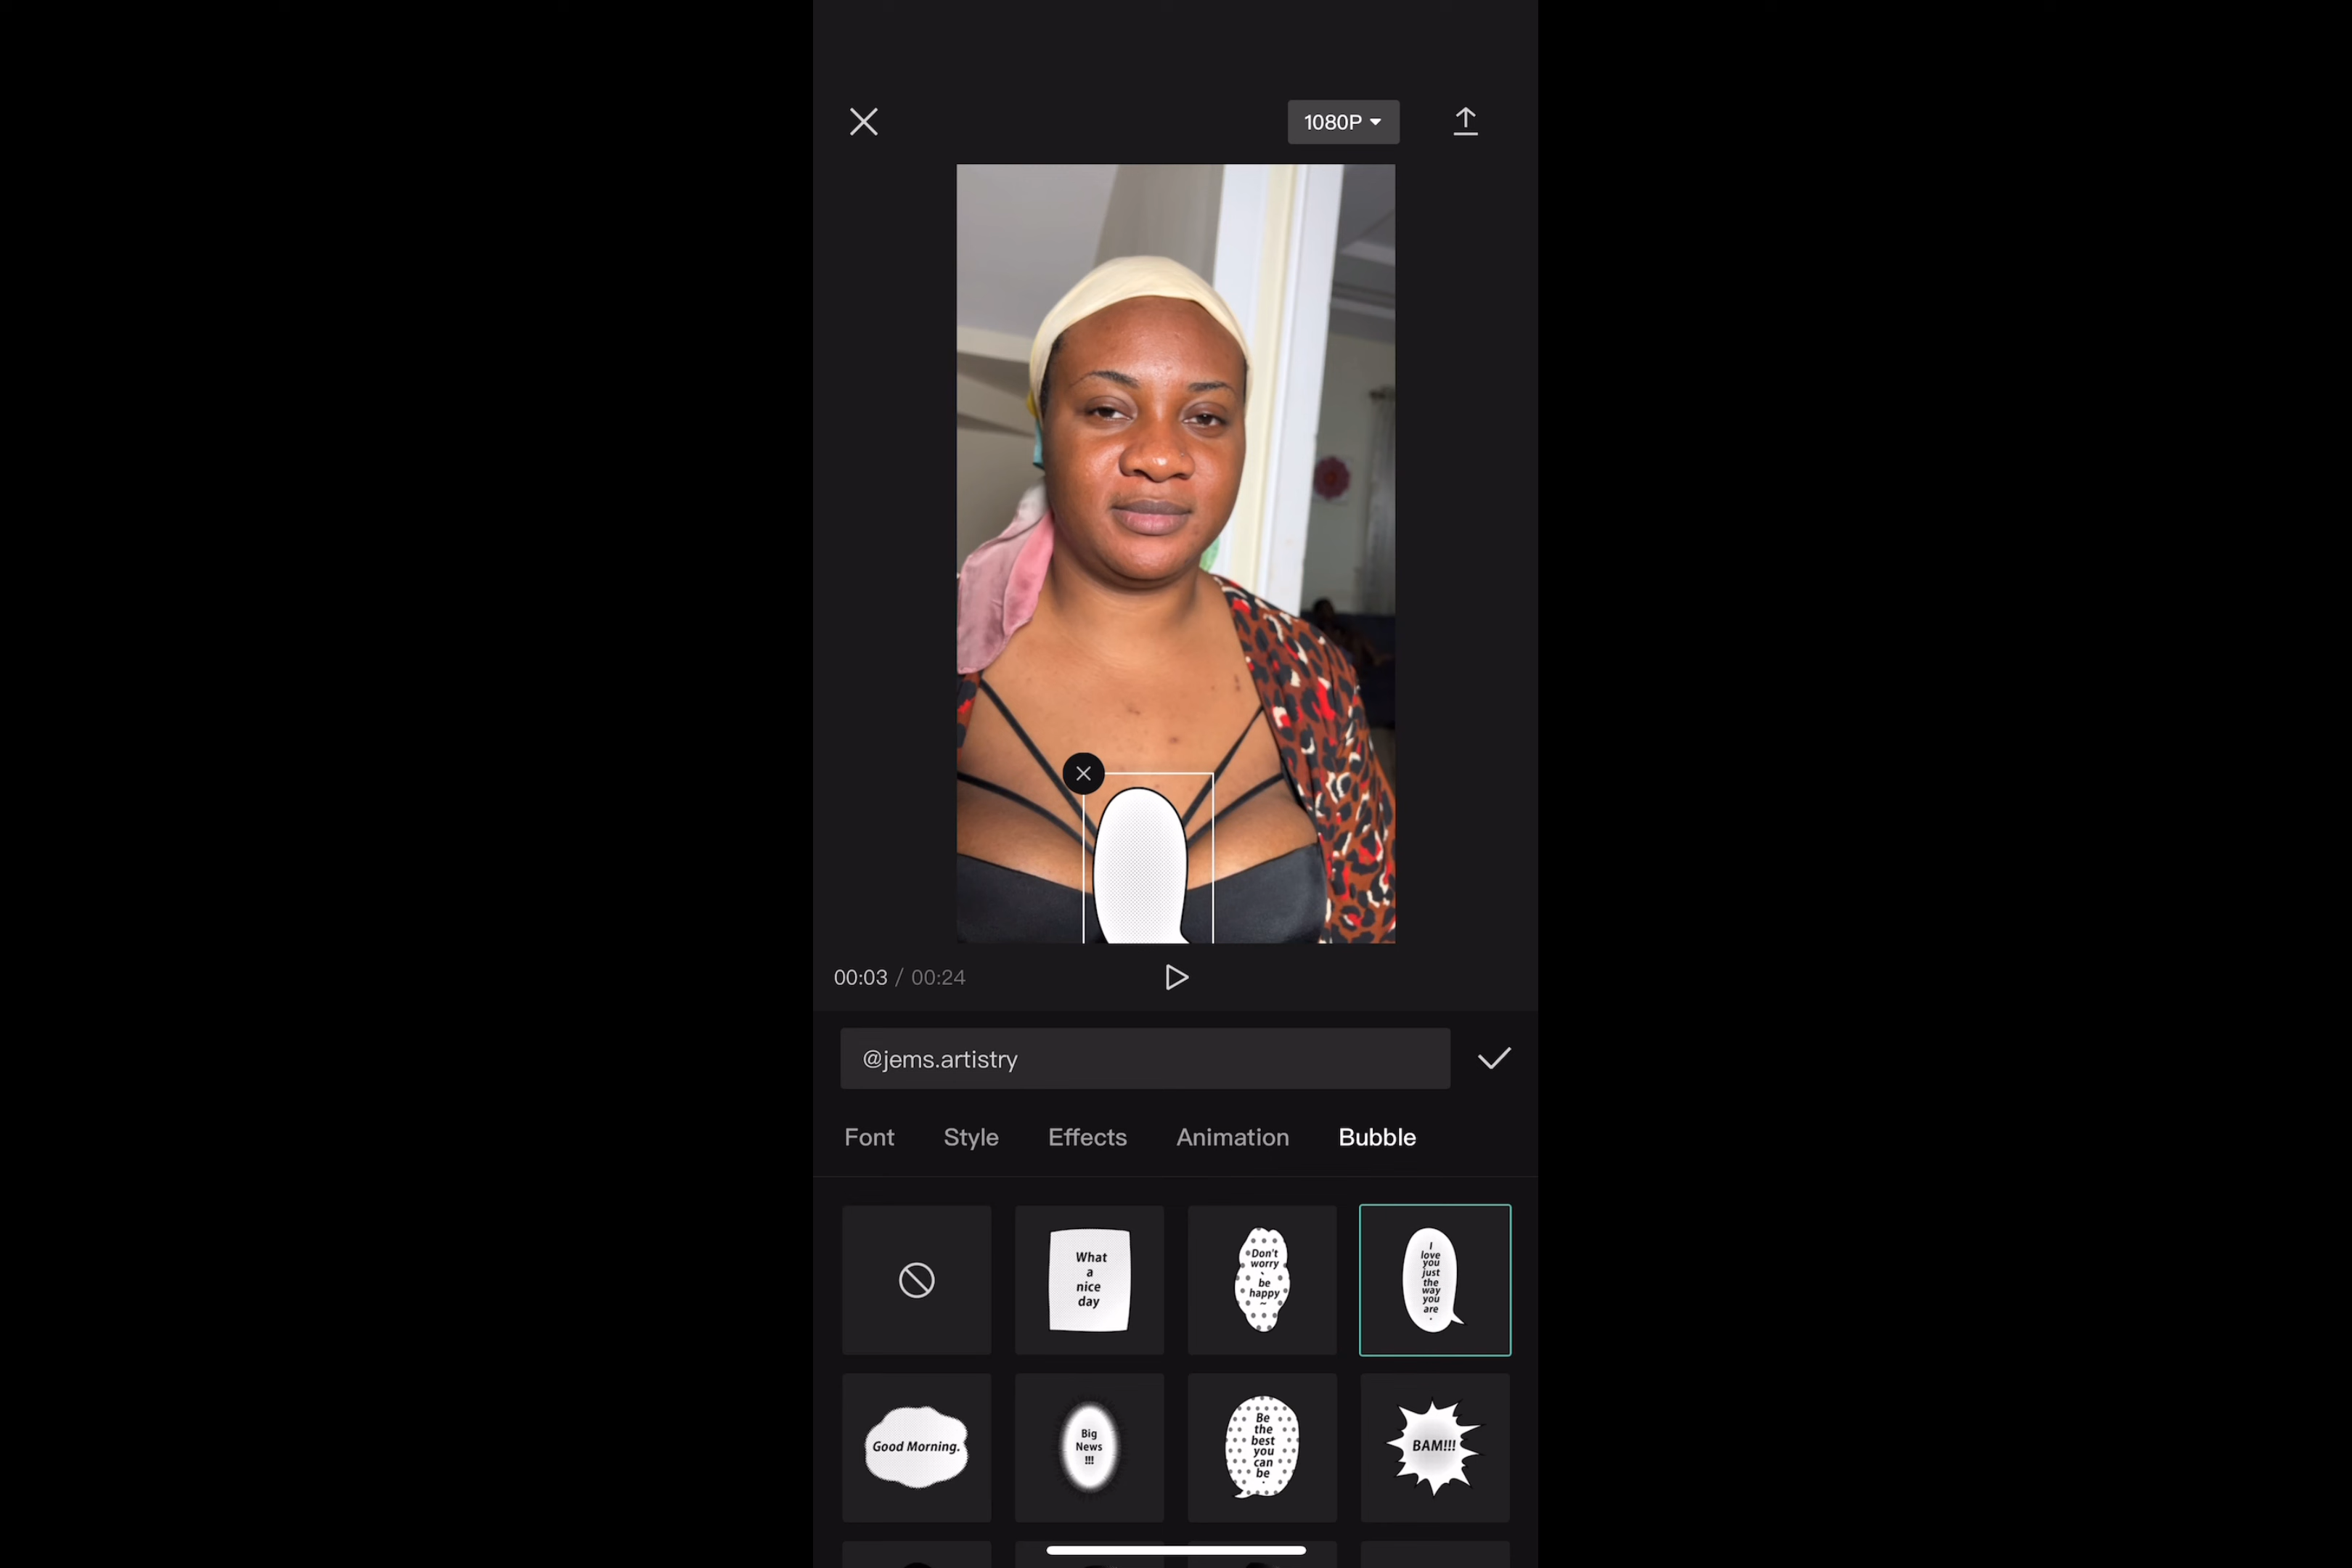 1080P
00:03 / 00:24
@jems.artistry
Font Style Effects Animation Bubble
What
a
nice
day
Don't
worry
、
be
happy
~
I
love
you
just
the
way
you
are
.
Good Morning.
Big
News
!!!
Be
the
best
you
can
be
.
BAM!!!